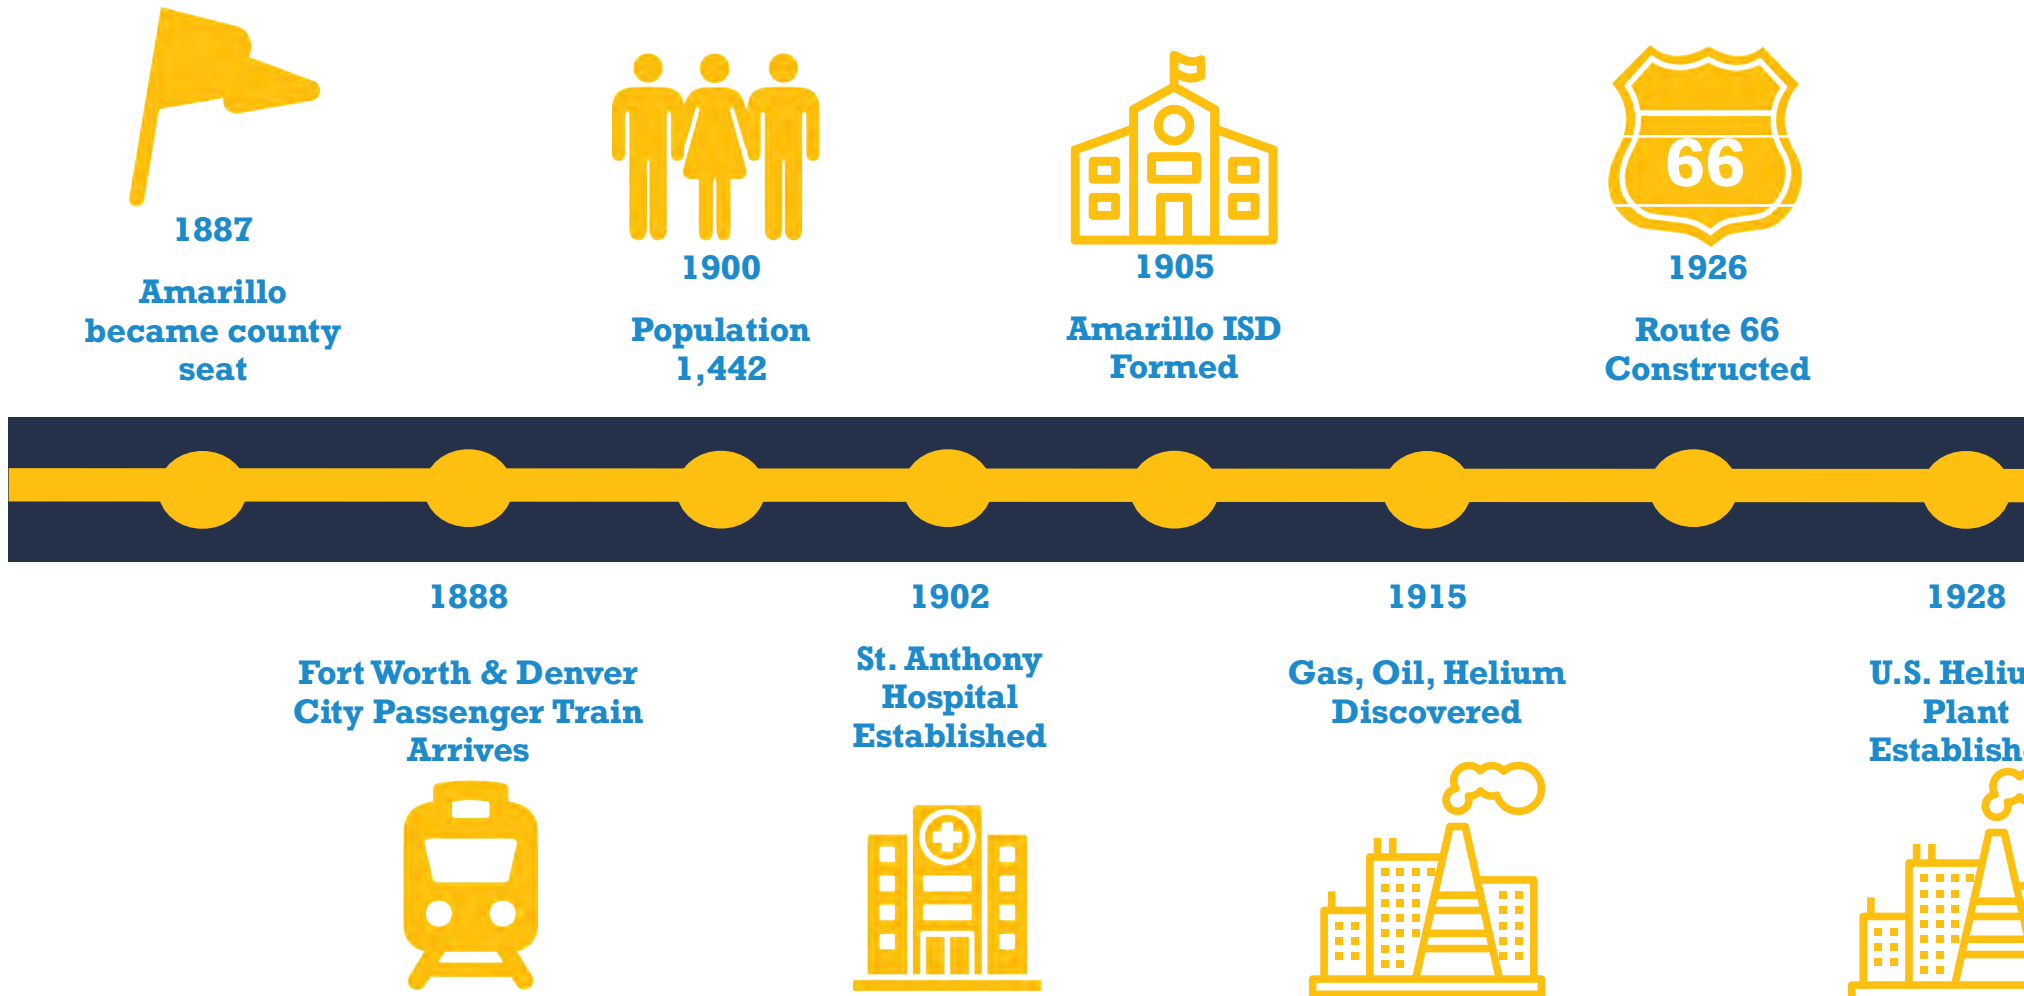 1887
Amarillo
became county
seat
1900
Population
1,442
1905
Amarillo ISD
Formed
66
1926
Route 66
Constructed
1888
Fort Worth & Denver
City Passenger Train
Arrives
1902
St. Anthony
Hospital
Established
1915
Gas, Oil, Helium
Discovered
1928
U.S.
Plant